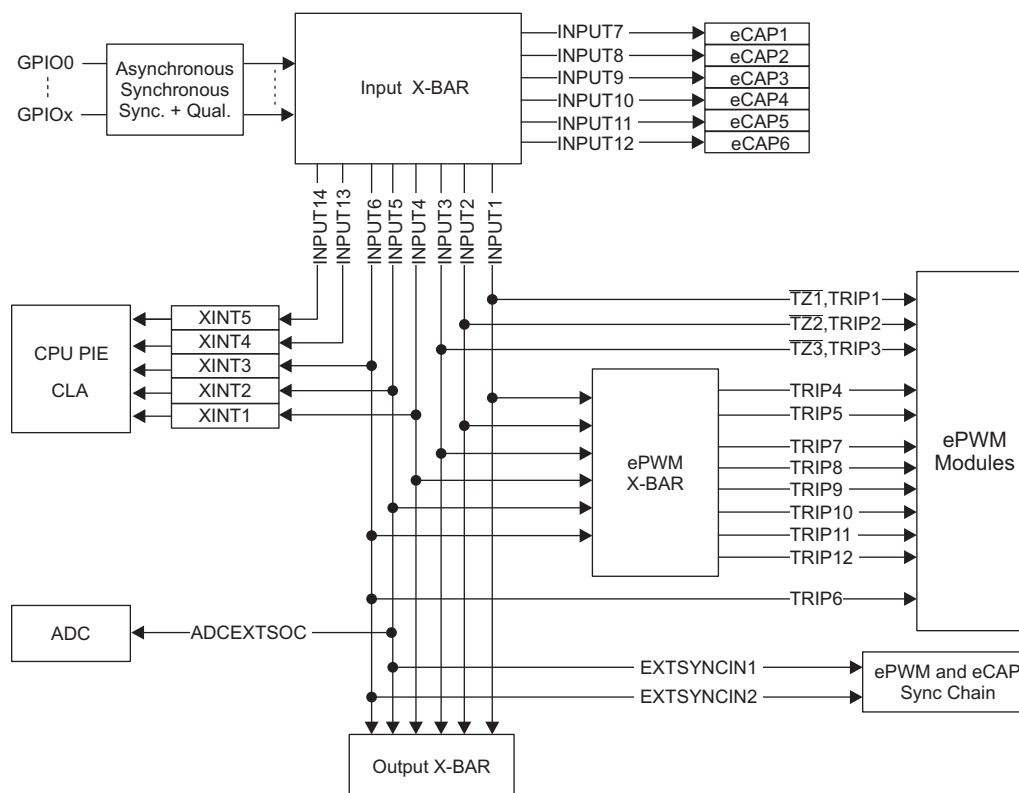 GPIO0
GPIOx
Asynchronous
Synchronous
Sync. + Qual.
Input X-BAR
INPUT7
INPUT8
INPUT9
INPUT10
INPUT11
INPUT12
eCAP1
eCAP2
eCAP3
eCAP4
eCAP5
eCAP6
INPUT14
INPUT13
INPUT6
INPUT5
INPUT4
INPUT3
INPUT2
INPUT1
CPU PIE
CLA
XINT5
XINT4
XINT3
XINT2
XINT1
TZ1,TRIP1
TZ2,TRIP2
TZ3,TRIP3
ePWM
X-BAR
TRIP4
TRIP5
TRIP7
TRIP8
TRIP9
TRIP10
TRIP11
TRIP12
TRIP6
ePWM
Modules
ADC
ADCEXTSOC
EXTSYNCIN1
EXTSYNCIN2
ePWM and eCAP
Sync Chain
Output X-BAR